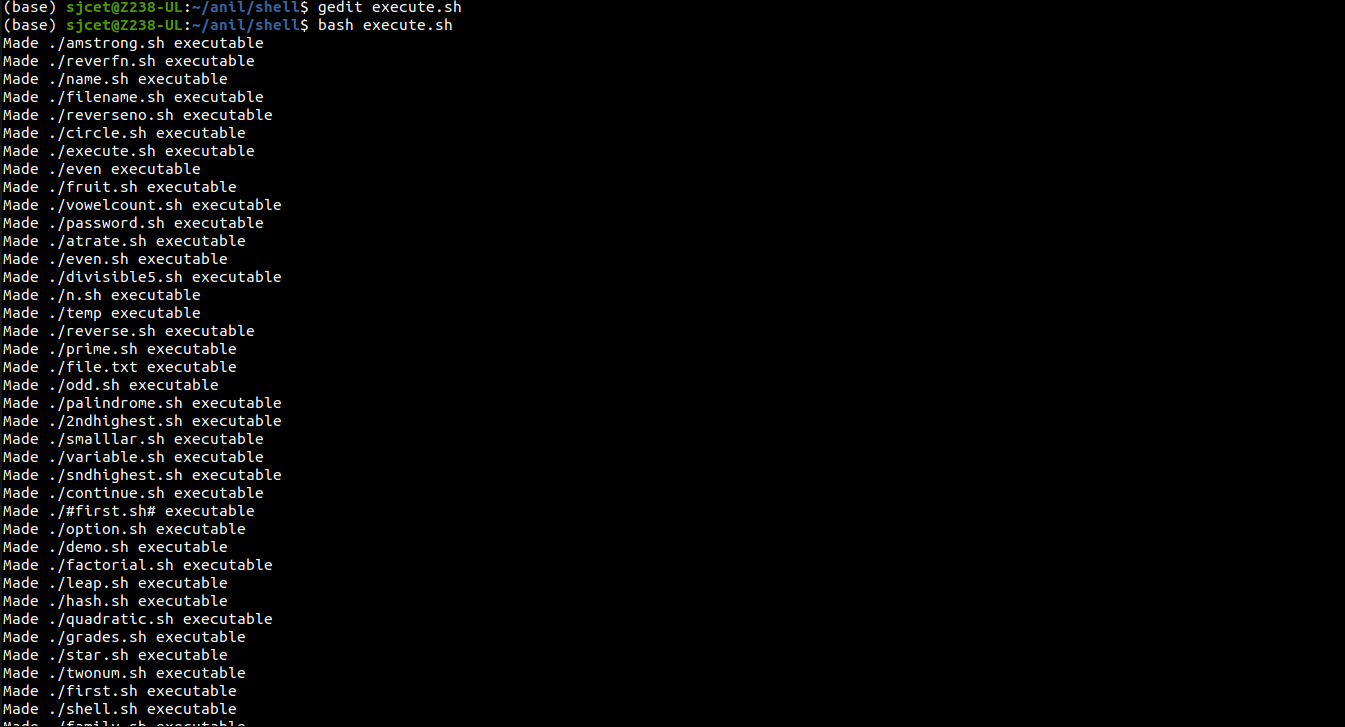 (base) sjcet@Z238-UL:~/anil/shell$ gedit execute.sh
(base) sjcet@Z238-UL:~/anil/shell$ bash execute.sh
Made ./amstrong.sh executable
Made ./reverfn.sh executable
Made ./name.sh executable
Made ./filename.sh executable
Made ./reverseno.sh executable
Made ./circle.sh executable
Made ./execute.sh executable
Made ./even executable
Made ./fruit.sh executable
Made ./vowelcount.sh executable
Made ./password.sh executable
Made ./atrate.sh executable
Made ./even.sh executable
Made ./divisible5.sh executable
Made ./n.sh executable
Made ./temp executable
Made ./reverse.sh executable
Made ./prime.sh executable
Made ./file.txt executable
Made ./odd.sh executable
Made ./palindrome.sh executable
Made ./2ndhighest.sh executable
Made ./smalllar.sh executable
Made ./variable.sh executable
Made ./sndhighest.sh executable
Made ./continue.sh executable
Made ./#first.sh# executable
Made ./option.sh executable
Made ./demo.sh executable
Made ./factorial.sh executable
Made ./leap.sh executable
Made ./hash.sh executable
Made ./quadratic.sh executable
Made ./grades.sh executable
Made ./star.sh executable
Made ./twonum.sh executable
Made ./first.sh executable
Made ./shell.sh executable
Made ./family.sh executable